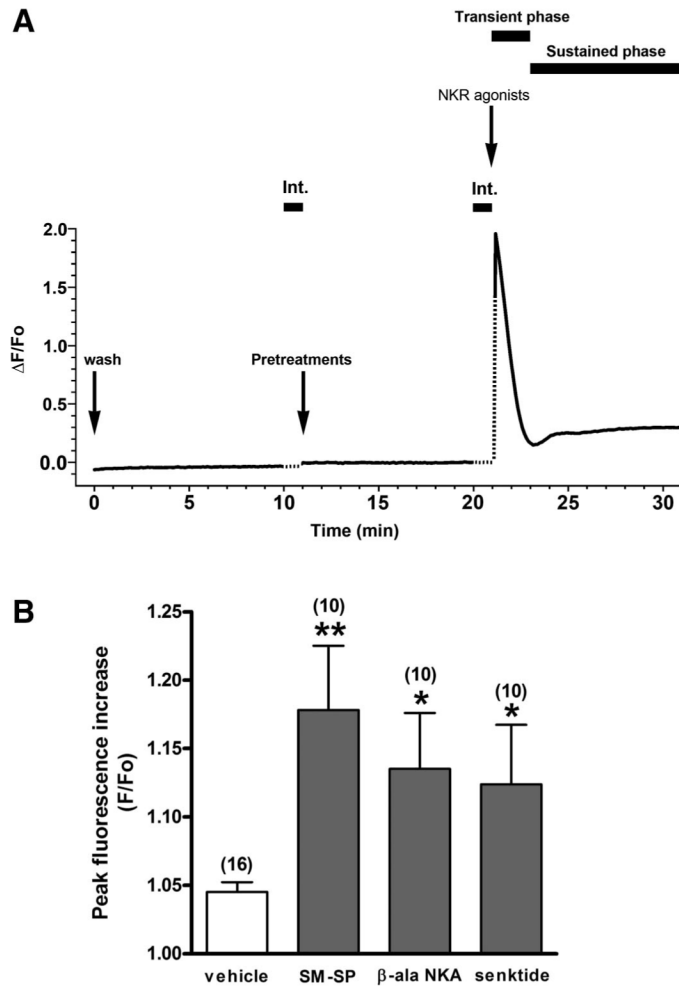 A
Transient phase
Sustained phase
NKR agonists
Int.
Int.
2.0
1.5
1.0
0.5
0.0
ΔF/Fo
wash
Pretreatments
0
5
10
15
20
25
30
Time (min)
B
Peak fluorescence increase
(F/Fo)
1.25
1.20
1.15
1.10
1.05
1.00
(16)
(10)
**
(10)
*
(10)
*
vehicle
SM-SP
β-ala NKA
senktide